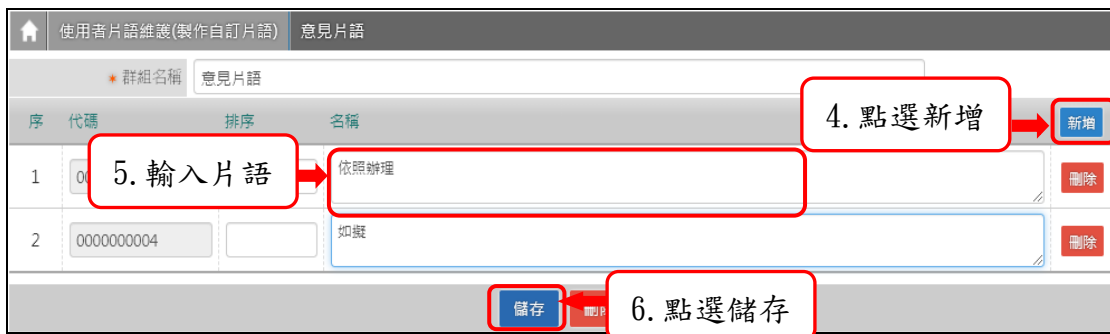 使用者片語維護(製作自訂片語) 意見片語
* 群組名稱 意見片語
序 代碼 排序 名稱 4.點選新增 新增
1 5.輸入片語 依照辦理 刪除
2 0000000004 如擬 刪除
儲存 6.點選儲存